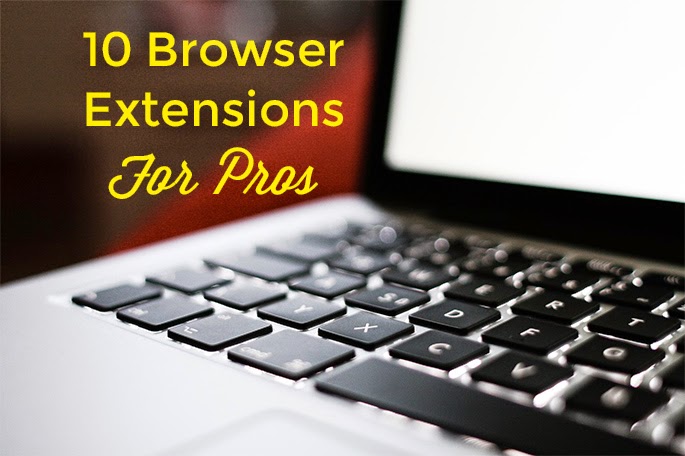 10 Browser
Extensions
For Pros
E R T
S D F
Y X C V